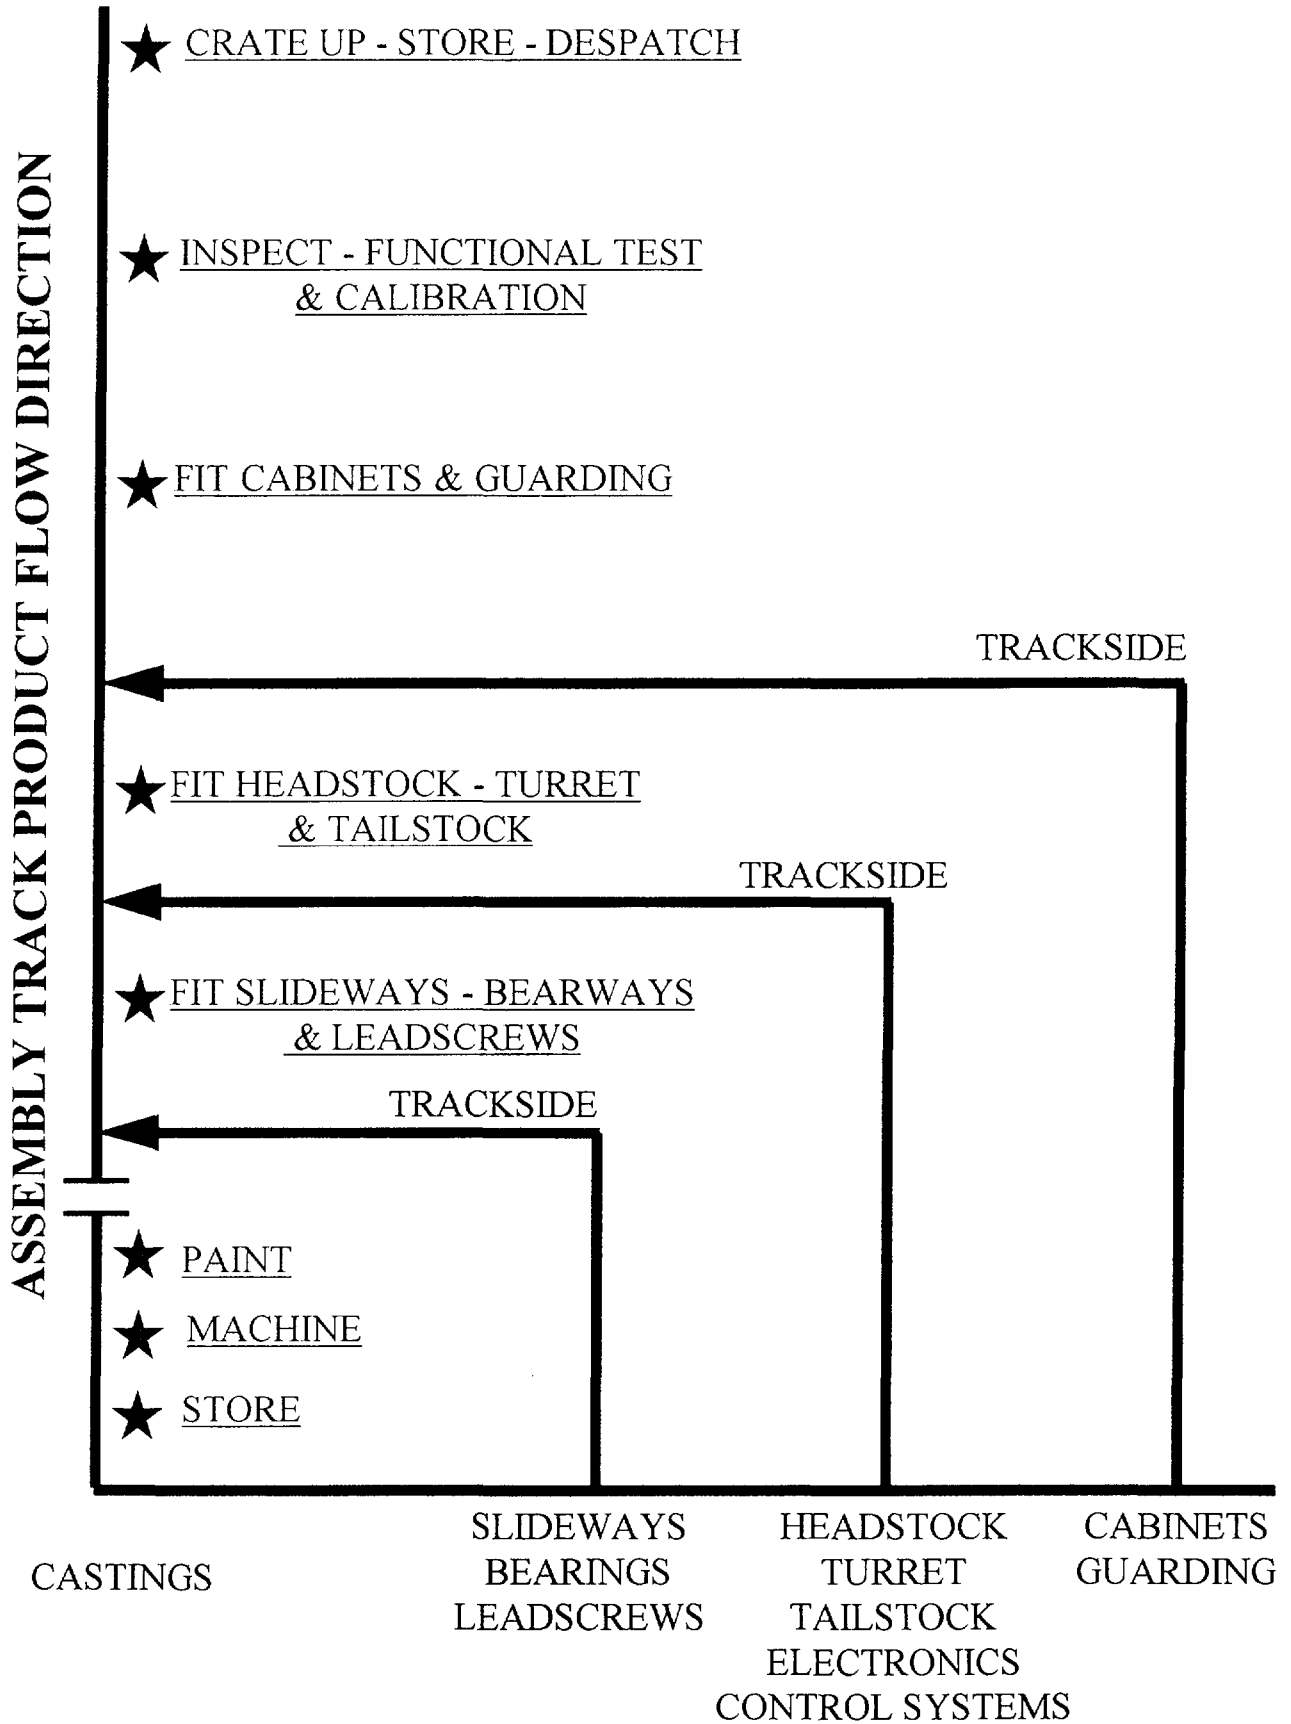 CRATE UP - STORE - DESPATCH
INSPECT - FUNCTIONAL TEST
& CALIBRATION
FIT CABINETS & GUARDING
TRACKSIDE
FIT HEADSTOCK - TURRET
& TAILSTOCK
TRACKSIDE
FIT SLIDEWAYS - BEARWAYS
& LEADSCREWS
TRACKSIDE
PAINT
MACHINE
STORE
ASSEMBLY TRACK PRODUCT FLOW DIRECTION
CASTINGS
SLIDEWAYS
BEARINGS
LEADSCREWS
HEADSTOCK
TURRET
TAILSTOCK
ELECTRONICS
CONTROL SYSTEMS
CABINETS
GUARDING